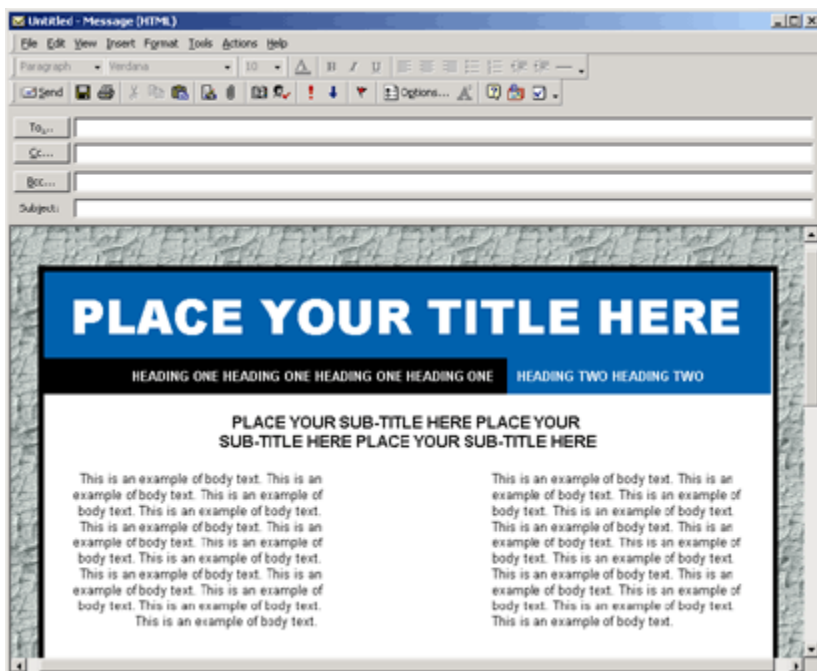 Untitled - Message (HTML)
File Edit View Insert Format Tools Actions Help
Paragraph Verdana 10 A B I U
Send Options...
To...
Cc...
Bcc...
Subject:
PLACE YOUR TITLE HERE
HEADING ONE HEADING ONE HEADING ONE HEADING ONE HEADING TWO HEADING TWO
PLACE YOUR SUB-TITLE HERE PLACE YOUR
SUB-TITLE HERE PLACE YOUR SUB-TITLE HERE
This is an example of body text. This is an
example of body text. This is an example of
body text. This is an example of body text.
This is an example of body text. This is an
example of body text. This is an example of
body text. This is an example of body text.
This is an example of body text. This is an
example of body text. This is an example of
body text. This is an example of body text.
This is an example of body text.
This is an example of body text. This is an
example of body text. This is an example of
body text. This is an example of body text.
This is an example of body text. This is an
example of body text. This is an example of
body text. This is an example of body text.
This is an example of body text. This is an
example of body text. This is an example of
body text. This is an example of body text.
This is an example of body text.